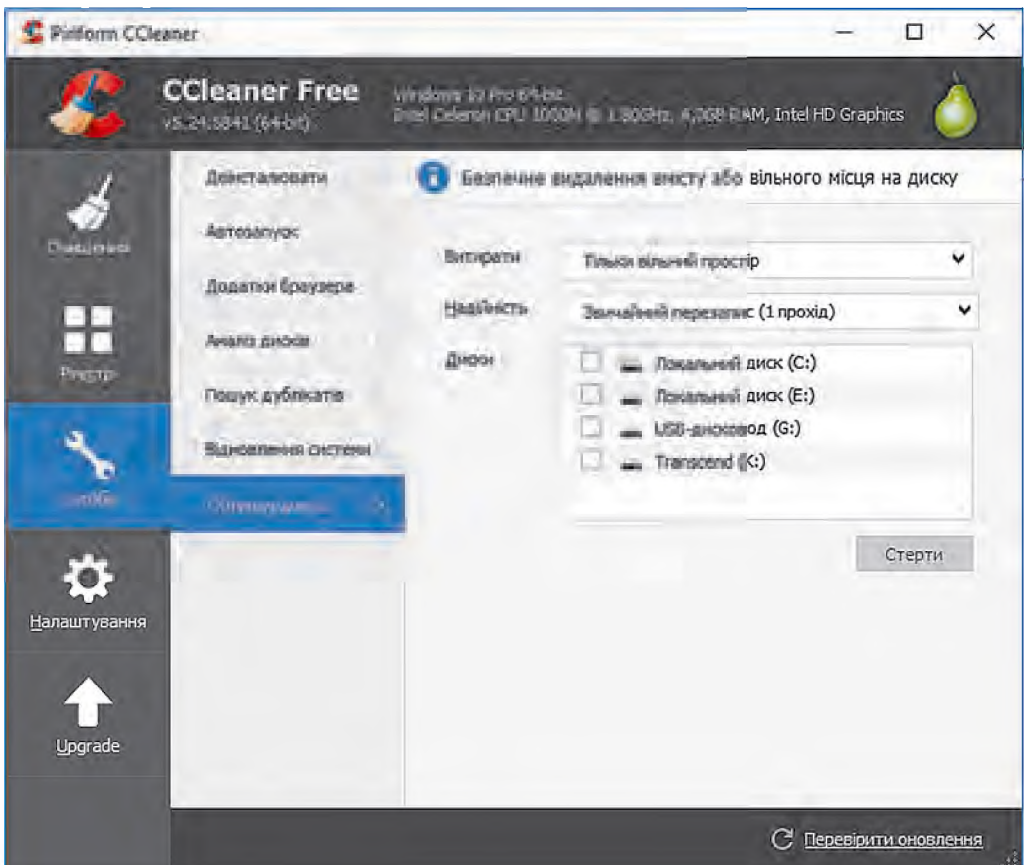 Piriform CCleaner
CCleaner Free
v5.24.5841 (64-bit)
Windows 10 Pro 64-bit
Intel Celeron CPU 1000M @ 1.80GHz, 4,0GB RAM, Intel HD Graphics
Очищення
Реєстр
Налаштування
Upgrade
Деінсталювати
Автозапуск
Додатки браузера
Аналіз дисків
Пошук дублікатів
Відновлення системи
Безпечне видалення вмісту або вільного місця на диску
Витирати
Тільки вільний простір
Надійність
Звичайний перезапис (1 прохід)
Диски
Локальний диск (C:)
Локальний диск (E:)
USB-дисковод (G:)
Transcend (K:)
Стерти
Перевірити оновлення